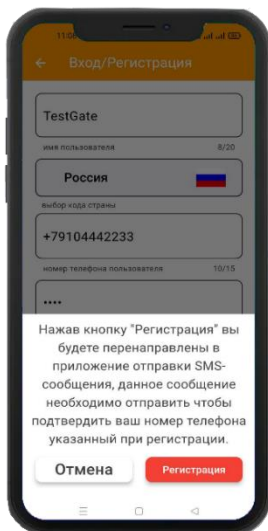 11:08
Вход/Регистрация
TestGate
имя пользователя 8/20
Россия
выбор кода страны
+79104442233
номер телефона пользователя 10/15
••••
Нажав кнопку "Регистрация" вы
будете перенаправлены в
приложение отправки SMS-
сообщения, данное сообщение
необходимо отправить чтобы
подтвердить ваш номер телефона
указанный при регистрации.
Отмена Регистрация